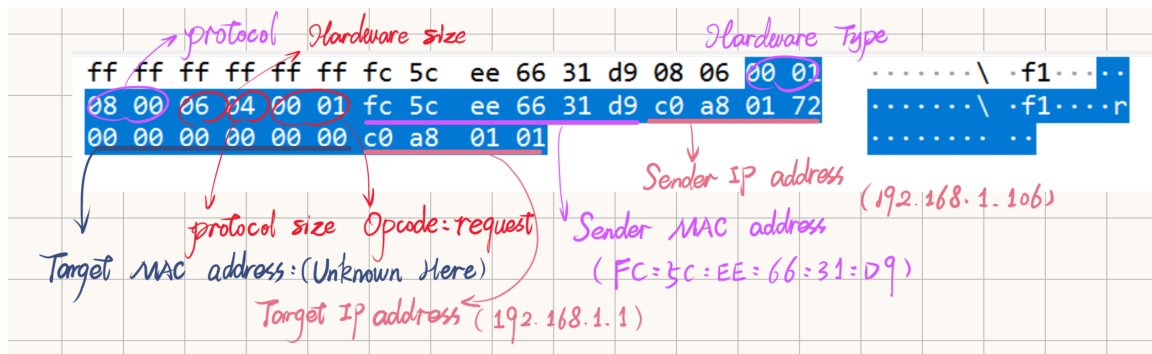 protocol Hardware size Hardware Type
ff ff ff ff ff ff fc 5c ee 66 31 d9 08 06 00 01 ·······\ ·f1·····
08 00 06 04 00 01 fc 5c ee 66 31 d9 c0 a8 01 72 ·······\ ·f1····r
00 00 00 00 00 00 c0 a8 01 01 ········ ··
Sender IP address
(192.168.1.106)
protocol size Opcode:request Sender MAC address
Target MAC address:(Unknown Here) (FC:5C:EE:66:31:D9)
Target IP address (192.168.1.1)